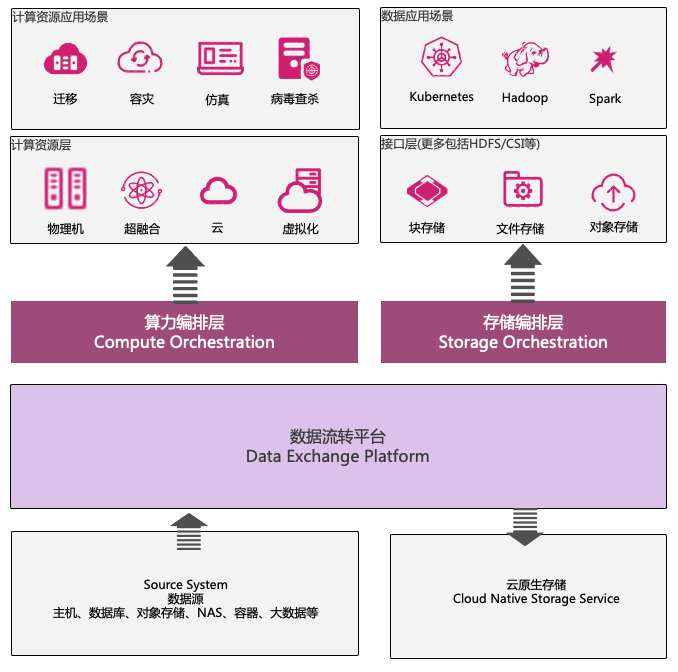 计算资源应用场景
迁移
容灾
仿真
病毒查杀
数据应用场景
Kubernetes
Hadoop
Spark
计算资源层
物理机
超融合
云
虚拟化
接口层(更多包括HDFS/CSI等)
块存储
文件存储
对象存储
算力编排层
Compute Orchestration
存储编排层
Storage Orchestration
数据流转平台
Data Exchange Platform
Source System
数据源
主机、数据库、对象存储、NAS、容器、大数据等
云原生存储
Cloud Native Storage Service